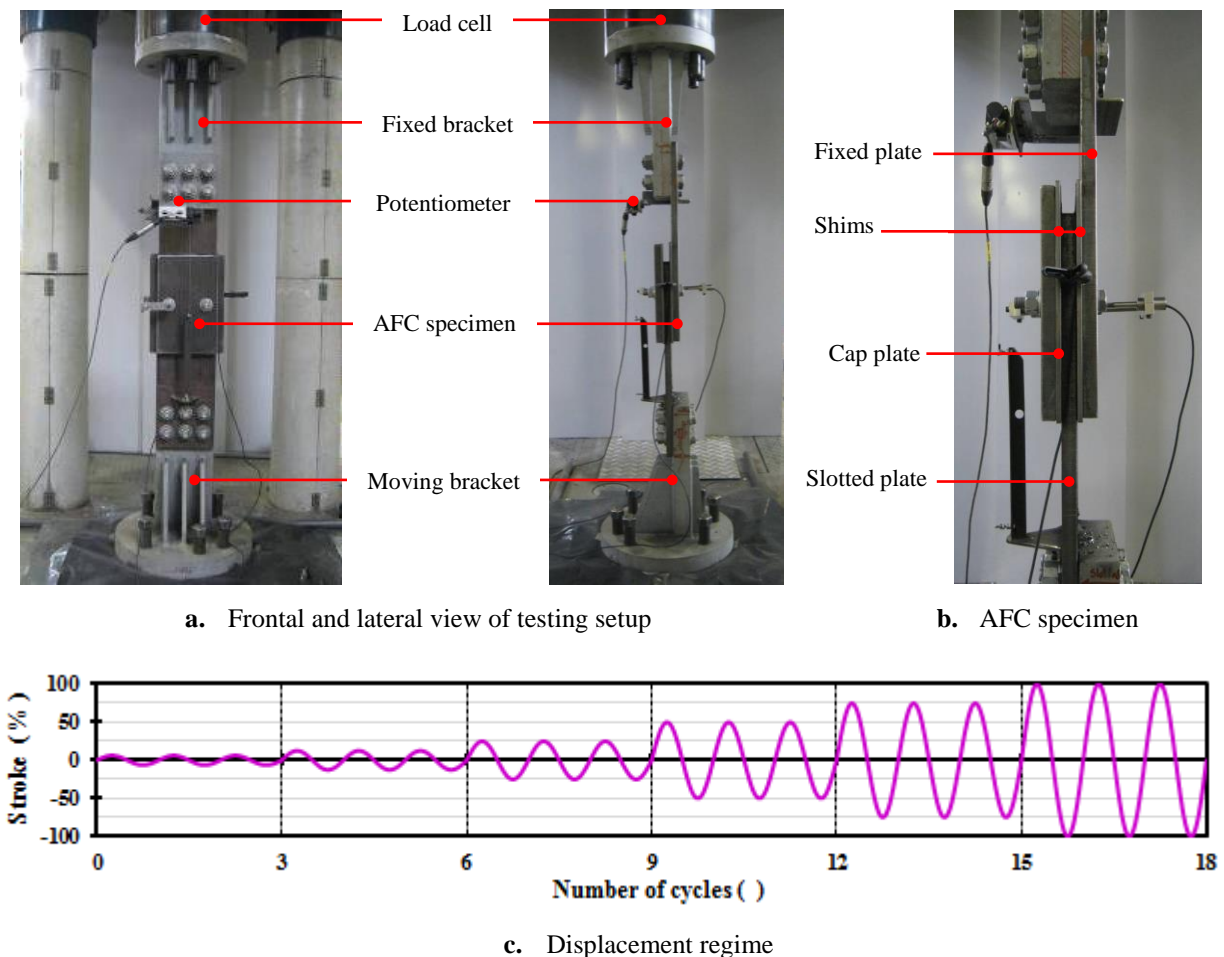 Load cell
Fixed bracket
Potentiometer
AFC specimen
Moving bracket
Fixed plate
Shims
Cap plate
Slotted plate
a. Frontal and lateral view of testing setup
b. AFC specimen
Stroke (%)
100
50
0
-50
-100
0 3 6 9 12 15 18
Number of cycles ( )
c. Displacement regime